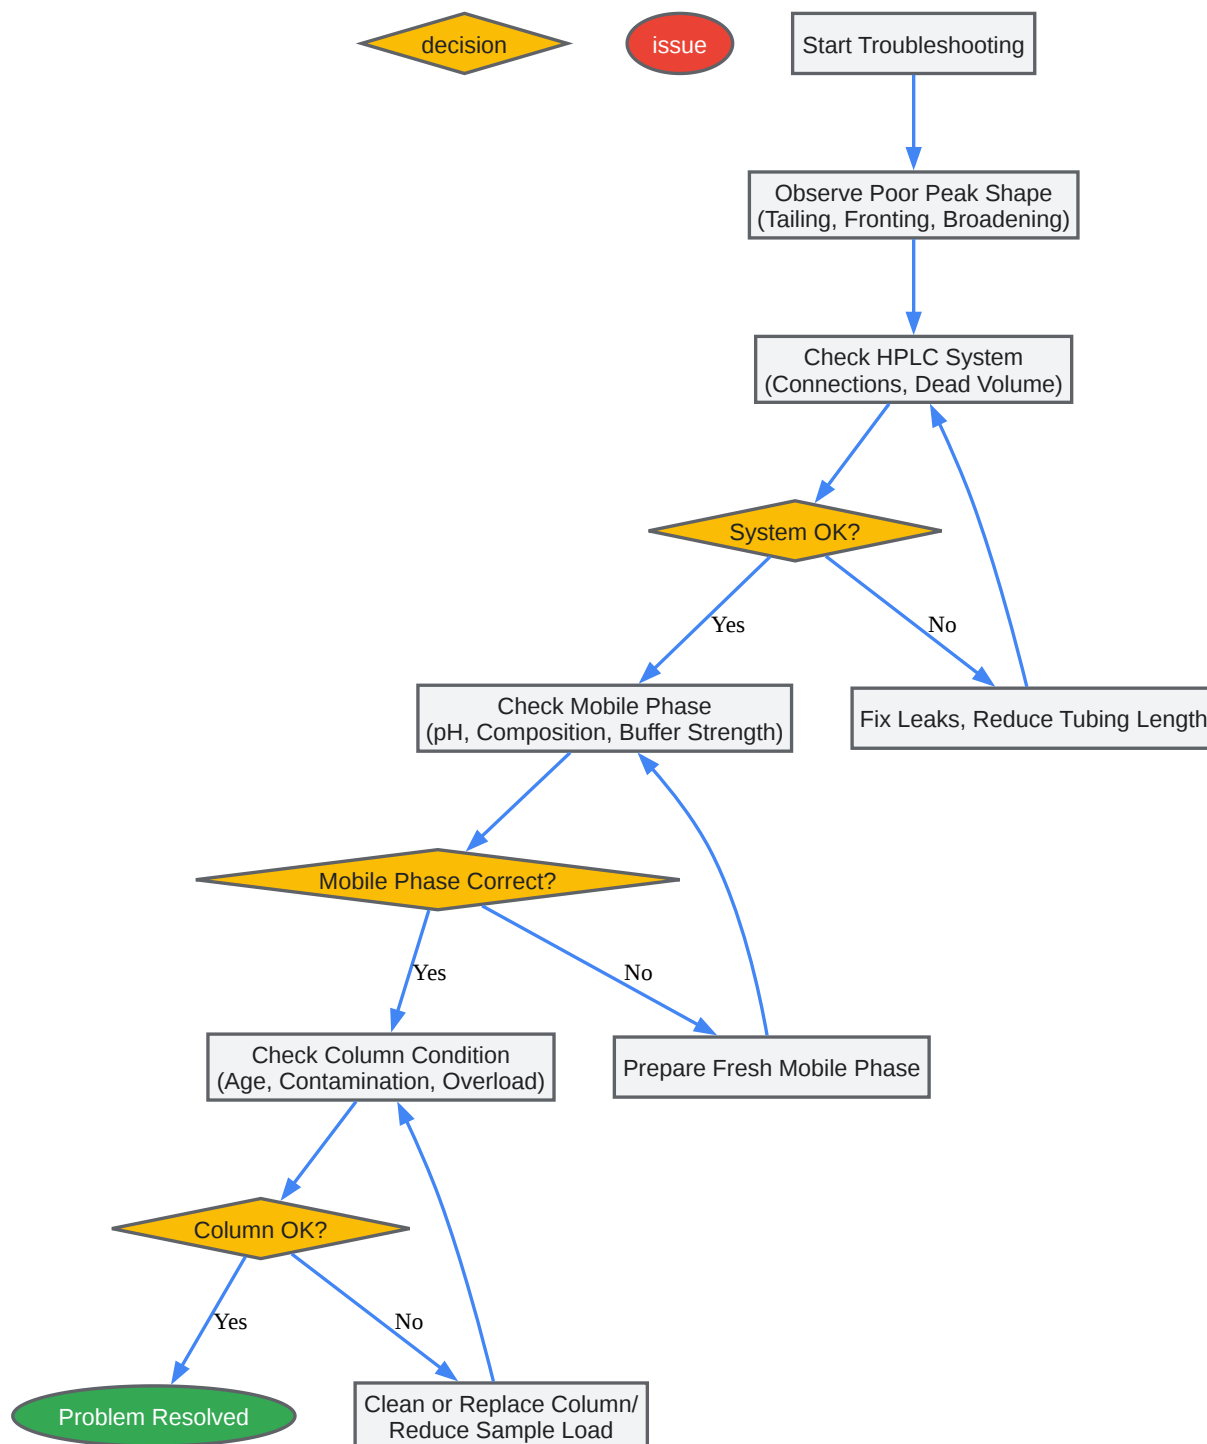 decision
issue
Start Troubleshooting
Observe Poor Peak Shape
(Tailing, Fronting, Broadening)
Check HPLC System
(Connections, Dead Volume)
System OK?
Yes
No
Check Mobile Phase
(pH, Composition, Buffer Strength)
Fix Leaks, Reduce Tubing Length
Mobile Phase Correct?
Yes
No
Check Column Condition
(Age, Contamination, Overload)
Prepare Fresh Mobile Phase
Column OK?
Yes
No
Problem Resolved
Clean or Replace Column/
Reduce Sample Load